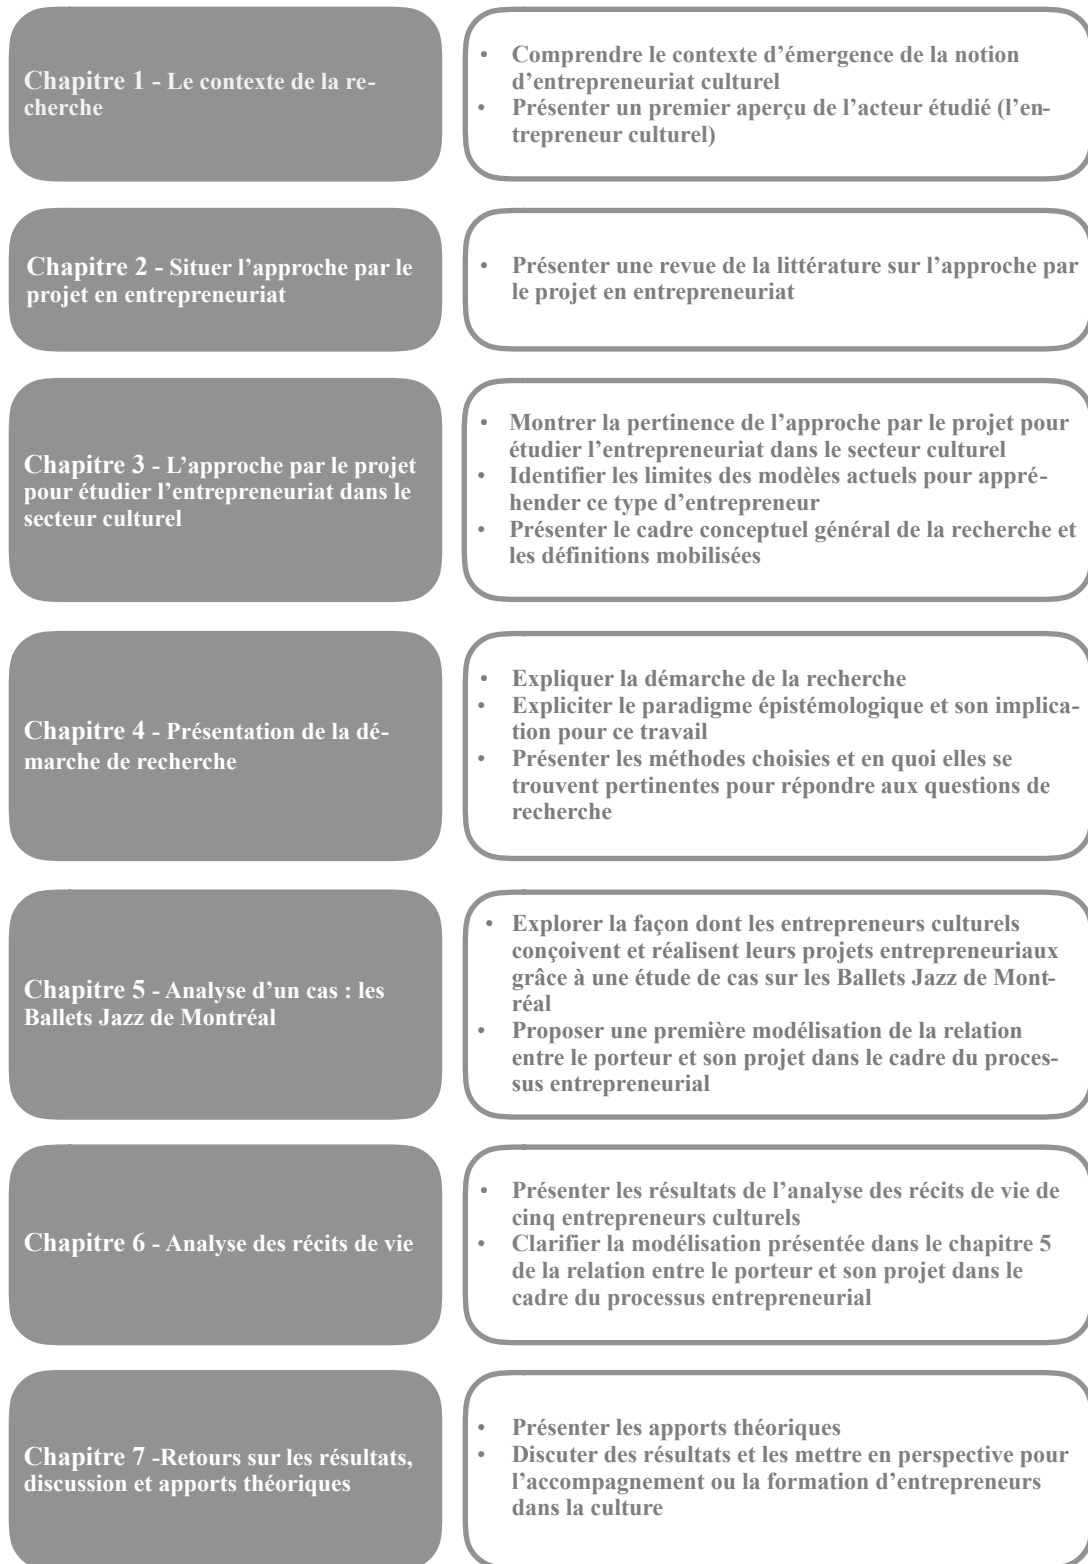 Chapitre 1 - Le contexte de la re-
cherche
• Comprendre le contexte d’émergence de la notion
d’entrepreneuriat culturel
• Présenter un premier aperçu de l’acteur étudié (l’en-
trepreneur culturel)
Chapitre 2 - Situer l’approche par le
projet en entrepreneuriat
• Présenter une revue de la littérature sur l’approche par
le projet en entrepreneuriat
Chapitre 3 - L’approche par le projet
pour étudier l’entrepreneuriat dans le
secteur culturel
• Montrer la pertinence de l’approche par le projet pour
étudier l’entrepreneuriat dans le secteur culturel
• Identifier les limites des modèles actuels pour appré-
hender ce type d’entrepreneur
• Présenter le cadre conceptuel général de la recherche et
les définitions mobilisées
Chapitre 4 - Présentation de la dé-
marche de recherche
• Expliquer la démarche de la recherche
• Expliciter le paradigme épistémologique et son implica-
tion pour ce travail
• Présenter les méthodes choisies et en quoi elles se
trouvent pertinentes pour répondre aux questions de
recherche
Chapitre 5 - Analyse d’un cas : les
Ballets Jazz de Montréal
• Explorer la façon dont les entrepreneurs culturels
conçoivent et réalisent leurs projets entrepreneuriaux
grâce à une étude de cas sur les Ballets Jazz de Mont-
réal
• Proposer une première modélisation de la relation
entre le porteur et son projet dans le cadre du proces-
sus entrepreneurial
Chapitre 6 - Analyse des récits de vie
• Présenter les résultats de l’analyse des récits de vie de
cinq entrepreneurs culturels
• Clarifier la modélisation présentée dans le chapitre 5
de la relation entre le porteur et son projet dans le
cadre du processus entrepreneurial
Chapitre 7 -Retours sur les résultats,
discussion et apports théoriques
• Présenter les apports théoriques
• Discuter des résultats et les mettre en perspective pour
l’accompagnement ou la formation d’entrepreneurs
dans la culture